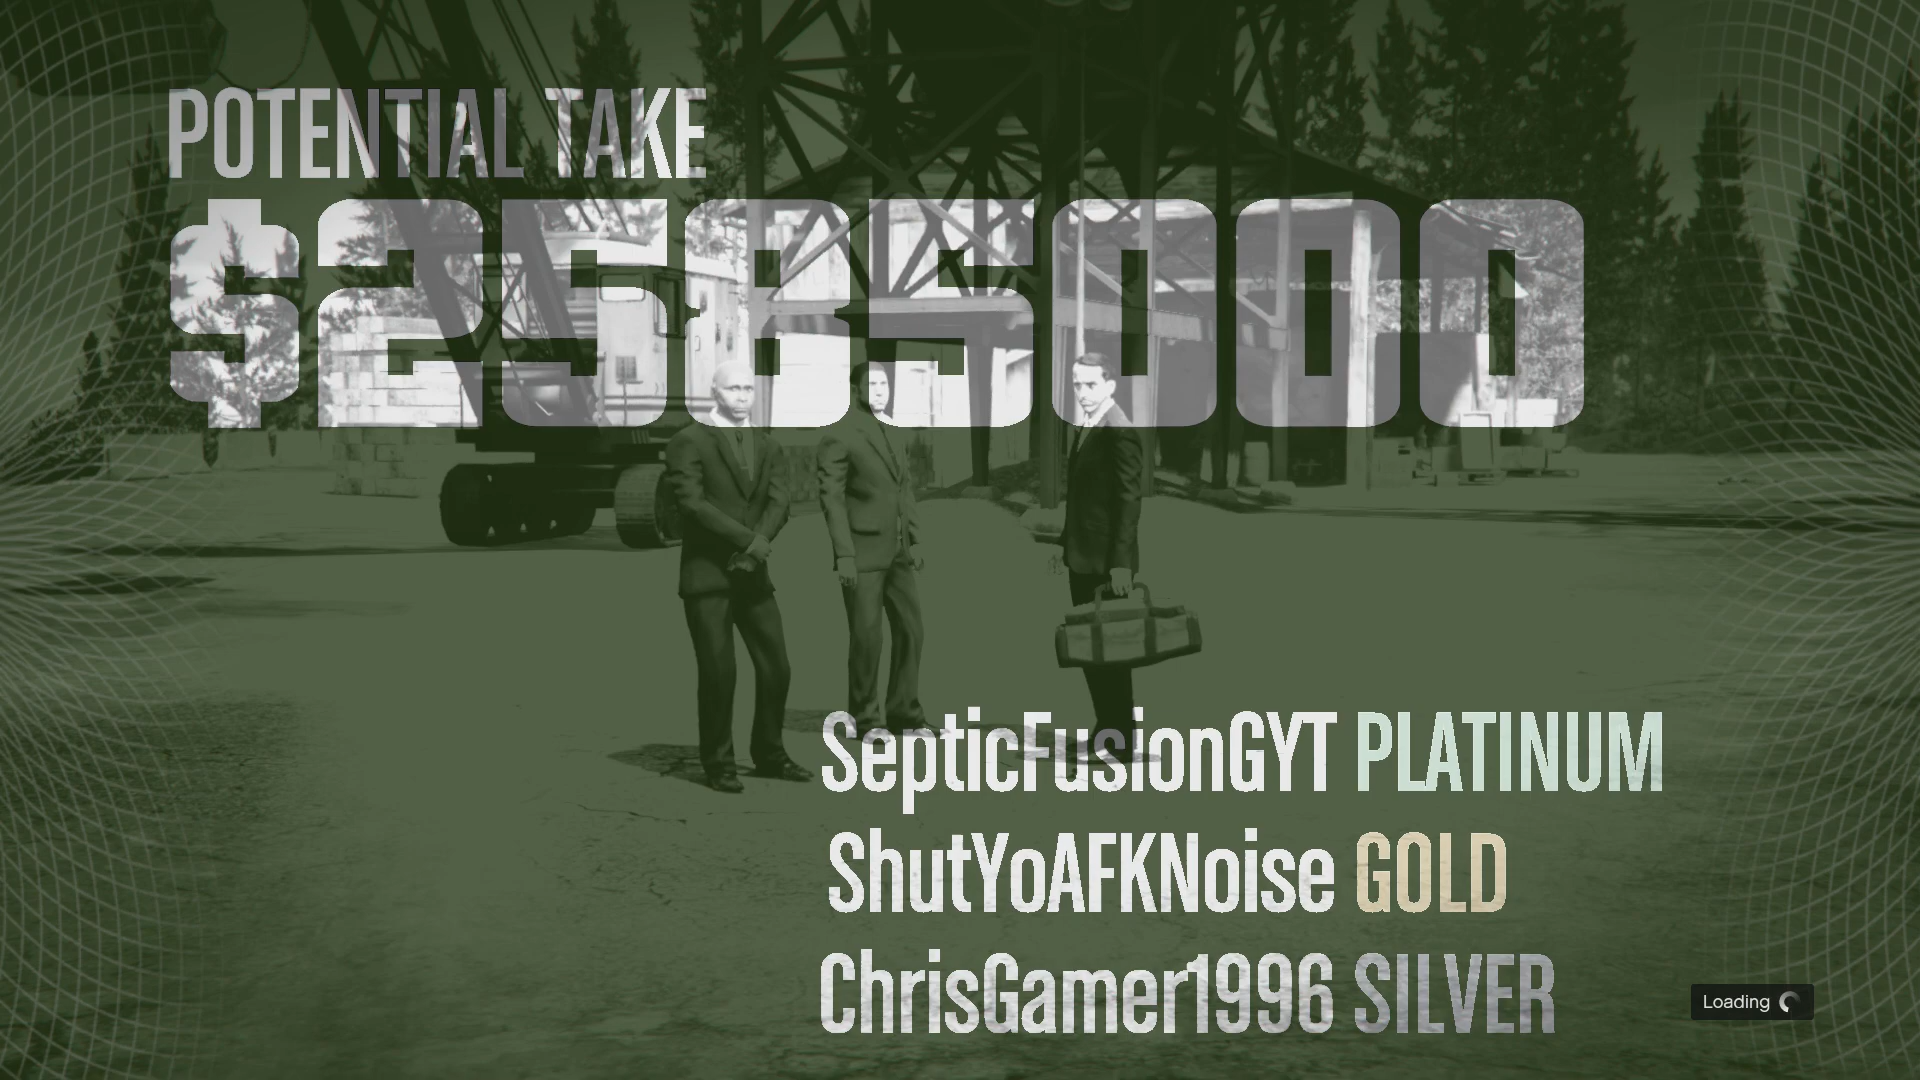 POTENTIAL TAKE
$2585000
SepticFusionGYT PLATINUM
ShutYoAFKNoise GOLD
ChrisGamer1996 SILVER
Loading